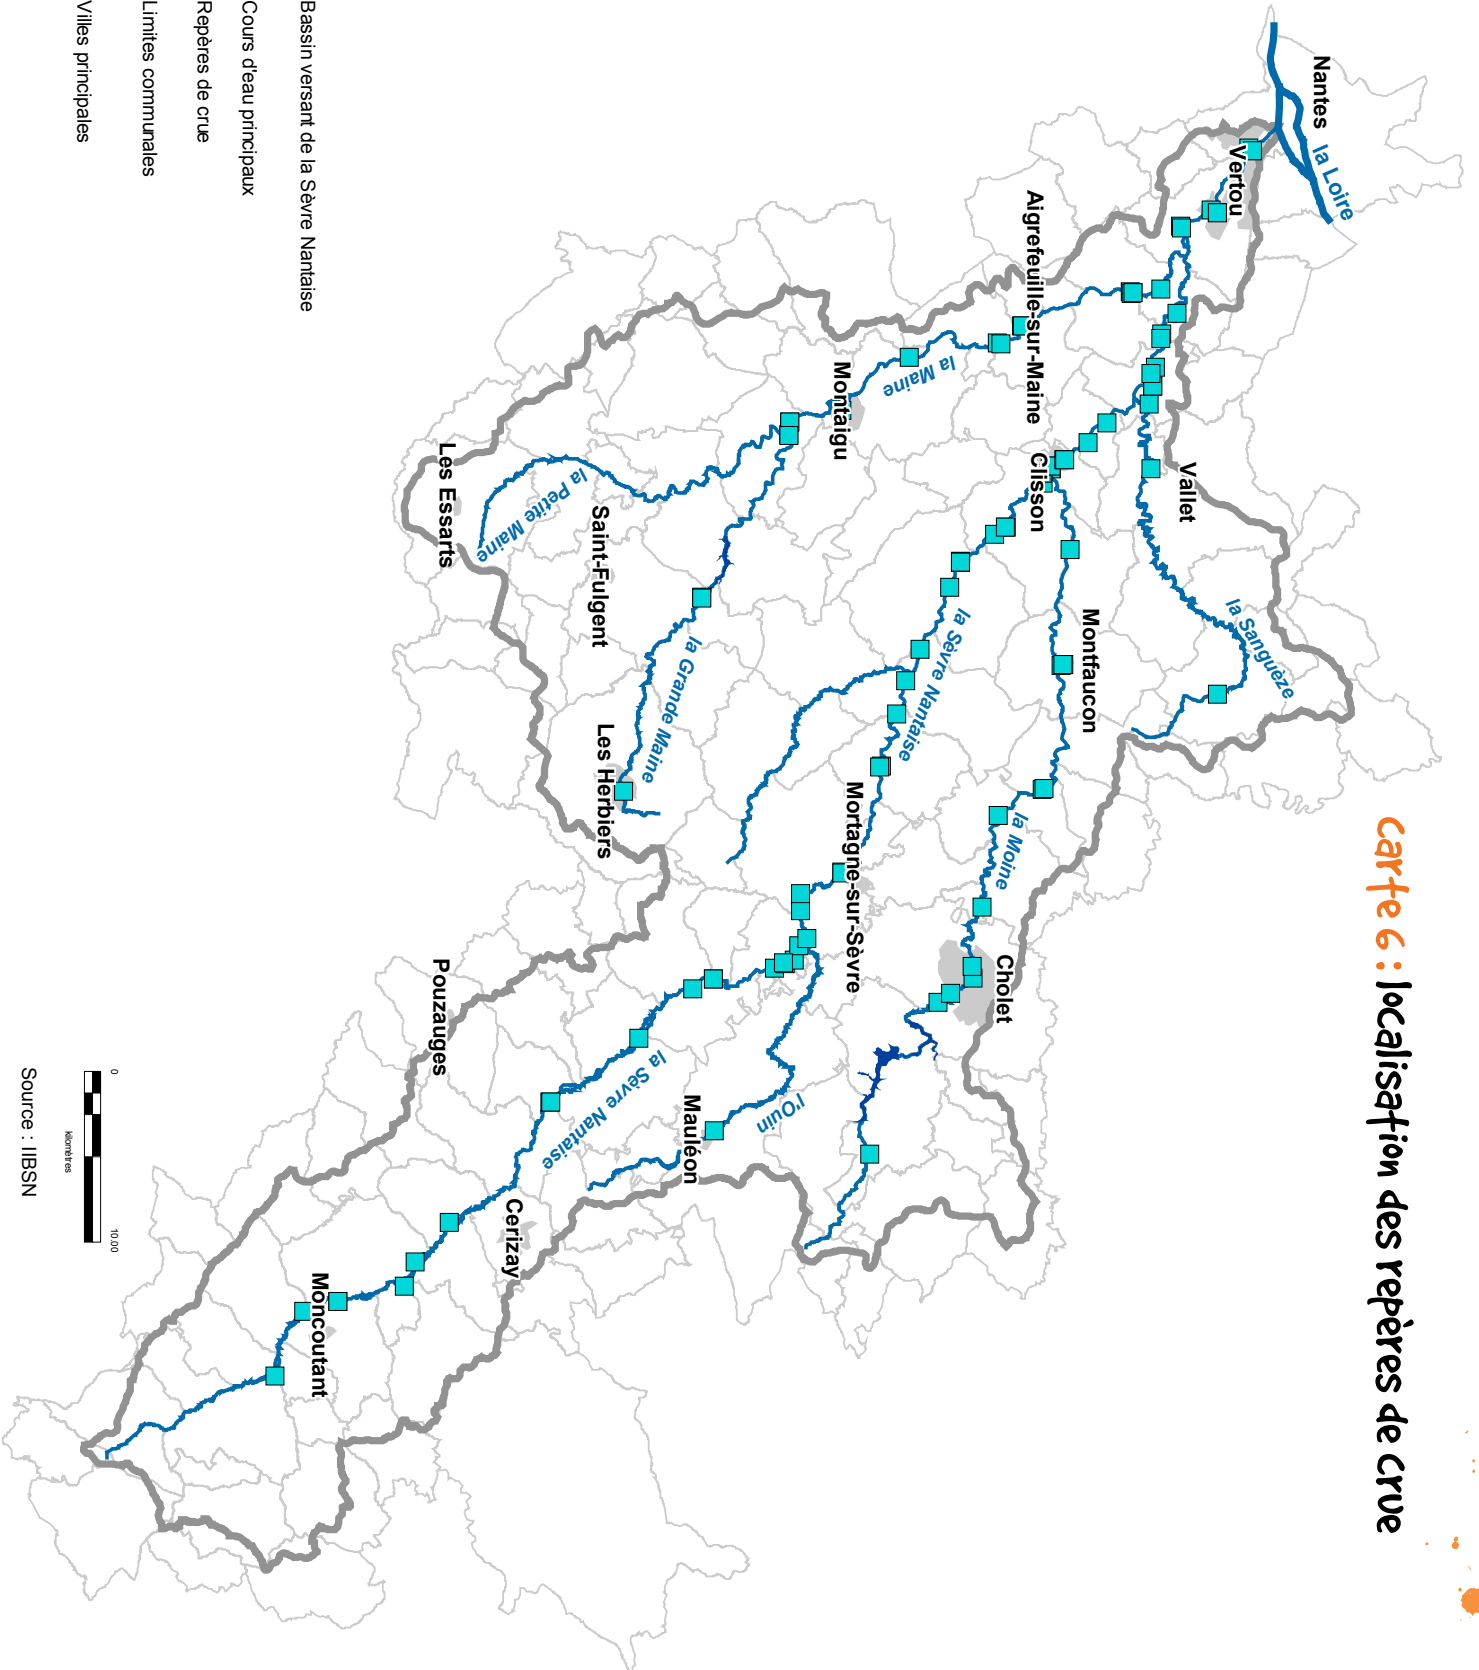 Carte 6 : localisation des repères de crue
Nantes
la Loire
Vertou
Vallet
la Sanguèze
Aigrefeuille-sur-Maine
Clisson
Montfaucon
la Maine
la Sèvre Nantaise
la Moine
Cholet
Montaigu
Mortagne-sur-Sèvre
la Petite Maine
Saint-Fulgent
la Grande Maine
Les Herbiers
Les Essarts
l'Ouin
Mauléon
la Sèvre Nantaise
Pouzauges
Cerizay
Moncoutant
Bassin versant de la Sèvre Nantaise
Cours d'eau principaux
Repères de crue
Limites communales
Villes principales
0
10.00
kilomètres
Source : IIBSN